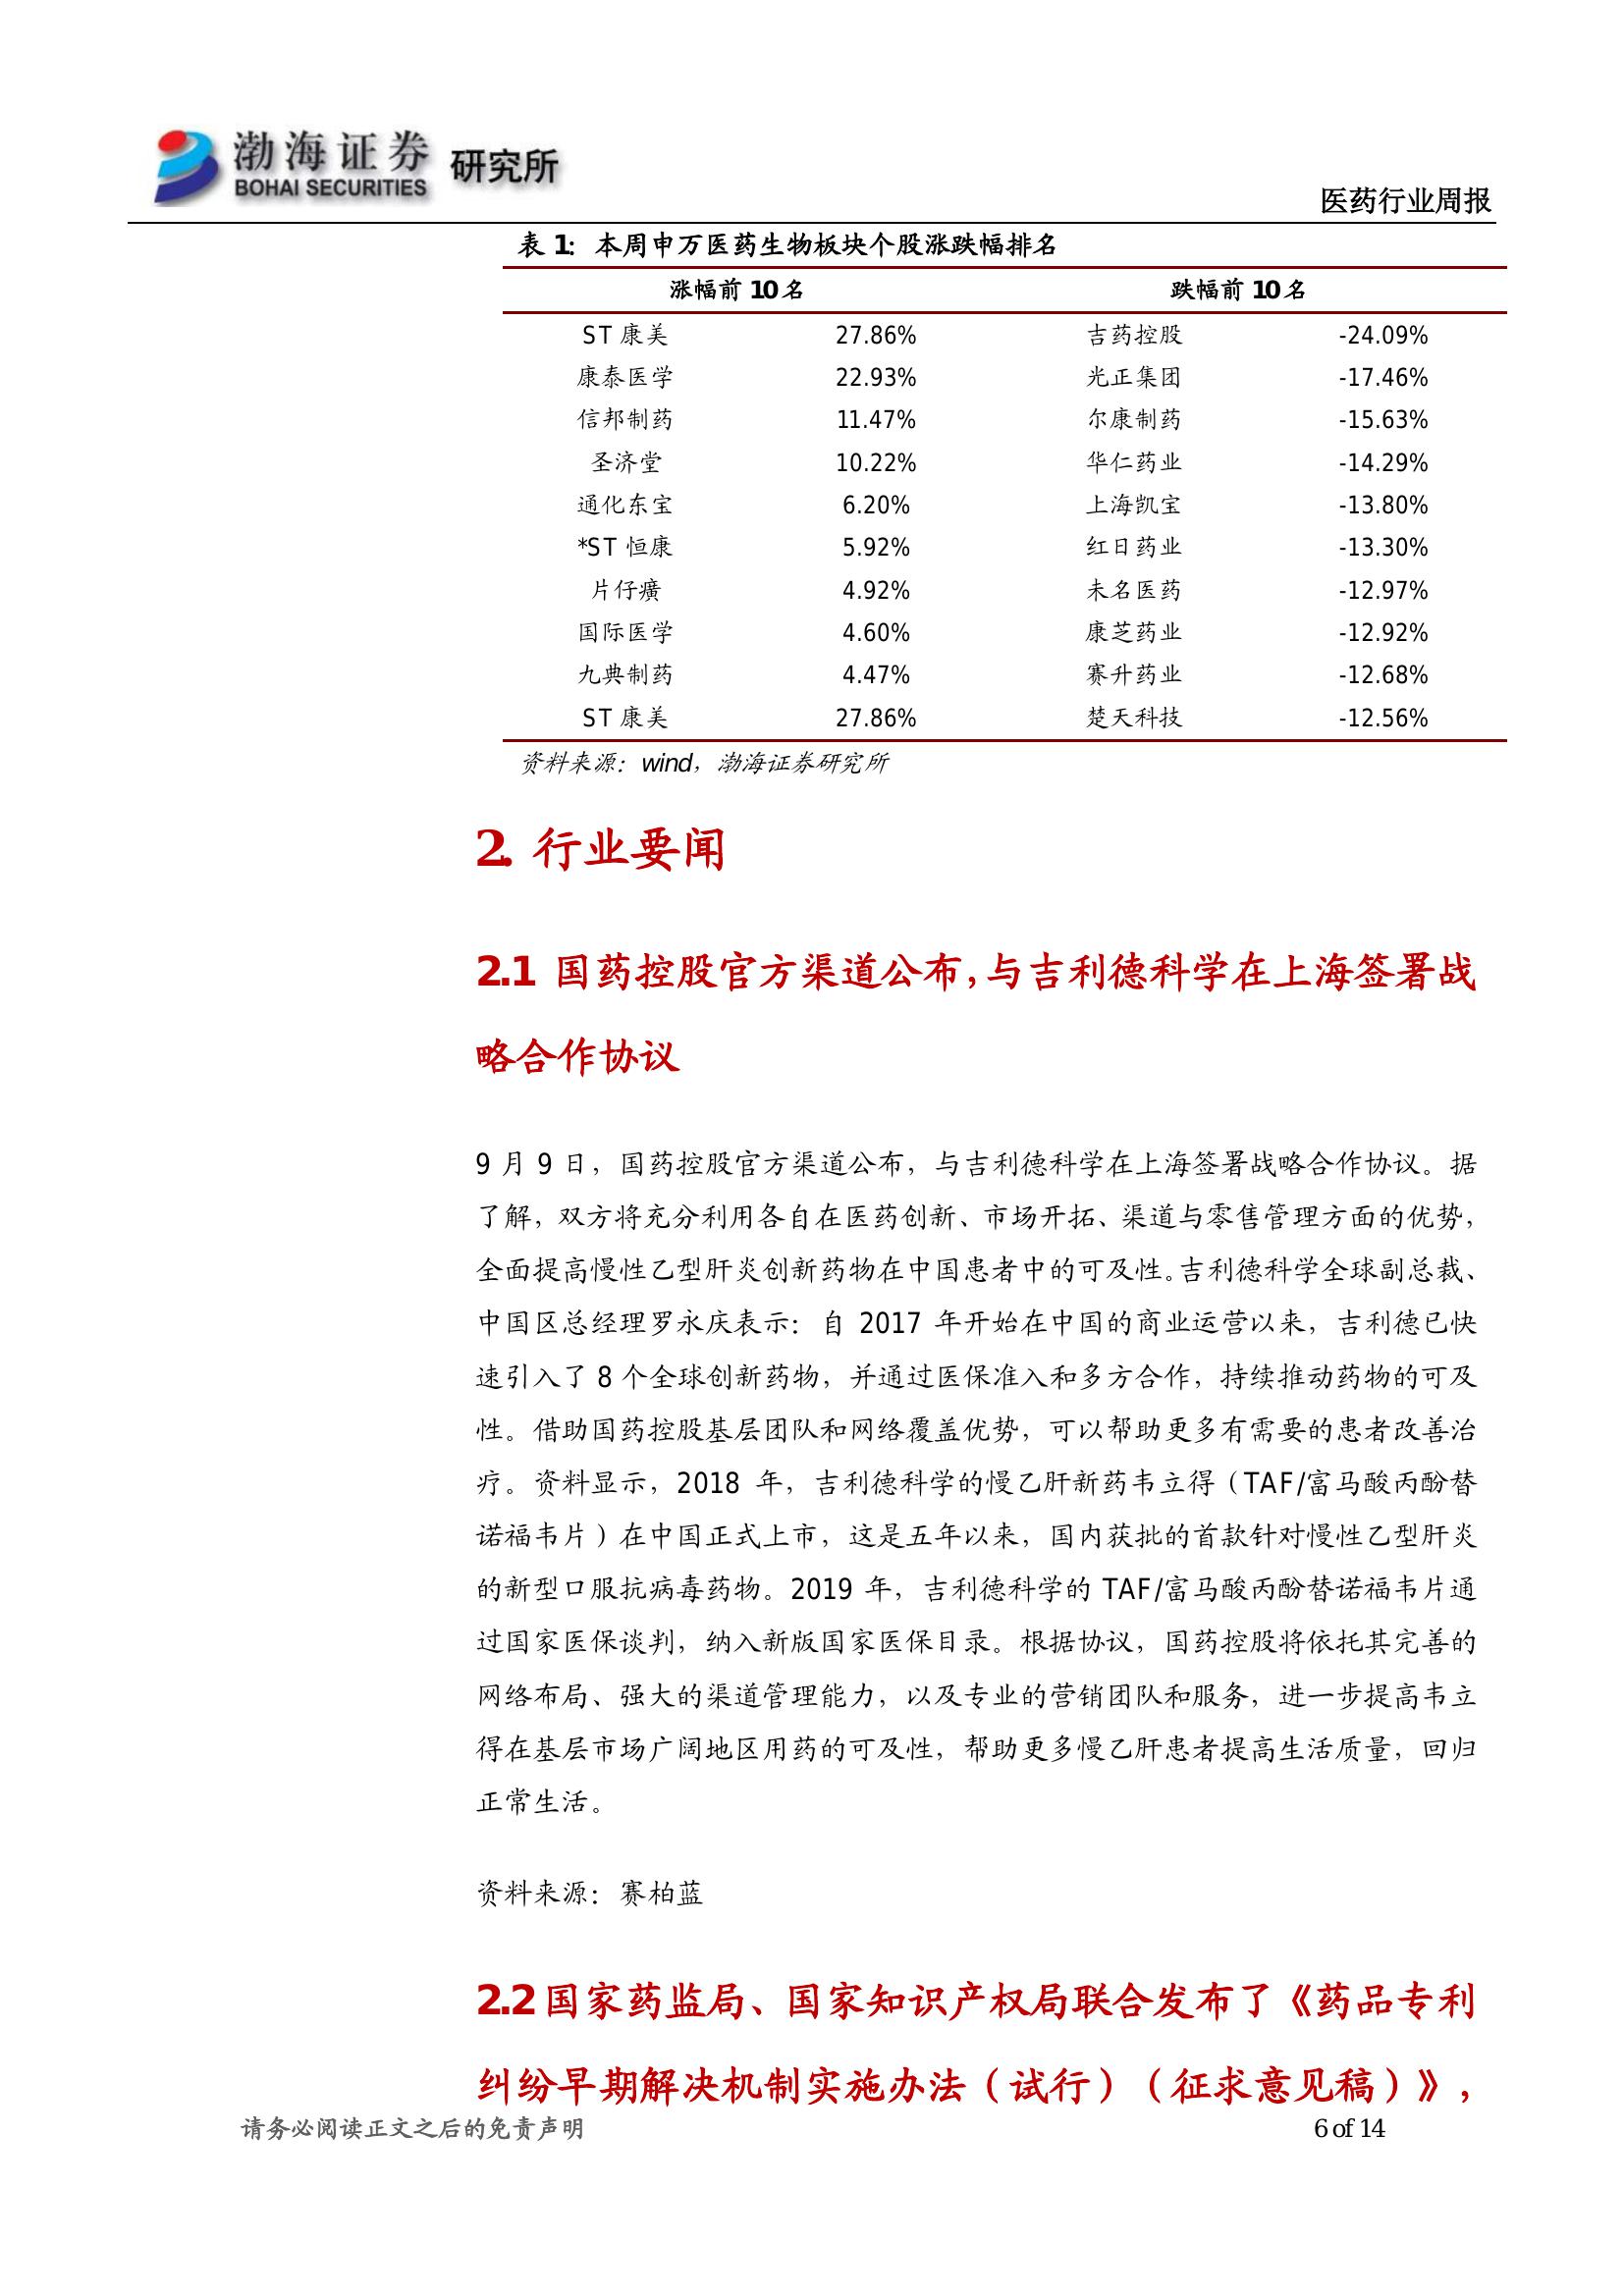 渤海证券 研究所
BOHAI SECURITIES
医药行业周报
表 1：本周申万医药生物板块个股涨跌幅排名
涨幅前 10 名 跌幅前 10 名
ST 康美 27.86% 吉药控股 -24.09%
康泰医学 22.93% 光正集团 -17.46%
信邦制药 11.47% 尔康制药 -15.63%
圣济堂 10.22% 华仁药业 -14.29%
通化东宝 6.20% 上海凯宝 -13.80%
*ST 恒康 5.92% 红日药业 -13.30%
片仔癀 4.92% 未名医药 -12.97%
国际医学 4.60% 康芝药业 -12.92%
九典制药 4.47% 赛升药业 -12.68%
ST 康美 27.86% 楚天科技 -12.56%
资料来源：wind，渤海证券研究所
2. 行业要闻
2.1 国药控股官方渠道公布，与吉利德科学在上海签署战
略合作协议
9 月 9 日，国药控股官方渠道公布，与吉利德科学在上海签署战略合作协议。据
了解，双方将充分利用各自在医药创新、市场开拓、渠道与零售管理方面的优势，
全面提高慢性乙型肝炎创新药物在中国患者中的可及性。吉利德科学全球副总裁、
中国区总经理罗永庆表示：自 2017 年开始在中国的商业运营以来，吉利德已快
速引入了 8 个全球创新药物，并通过医保准入和多方合作，持续推动药物的可及
性。借助国药控股基层团队和网络覆盖优势，可以帮助更多有需要的患者改善治
疗。资料显示，2018 年，吉利德科学的慢乙肝新药韦立得（TAF/富马酸丙酚替
诺福韦片）在中国正式上市，这是五年以来，国内获批的首款针对慢性乙型肝炎
的新型口服抗病毒药物。2019 年，吉利德科学的 TAF/富马酸丙酚替诺福韦片通
过国家医保谈判，纳入新版国家医保目录。根据协议，国药控股将依托其完善的
网络布局、强大的渠道管理能力，以及专业的营销团队和服务，进一步提高韦立
得在基层市场广阔地区用药的可及性，帮助更多慢乙肝患者提高生活质量，回归
正常生活。
资料来源：赛柏蓝
2.2 国家药监局、国家知识产权局联合发布了《药品专利
纠纷早期解决机制实施办法（试行）（征求意见稿）》，
请务必阅读正文之后的免责声明 6 of 14